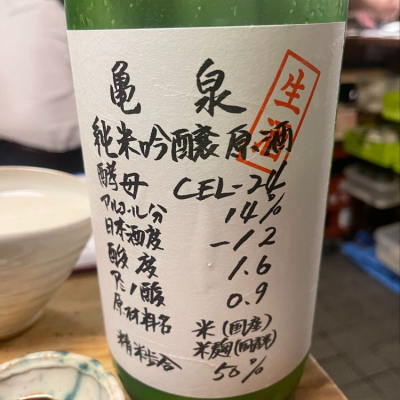 亀泉
生酒
純米吟醸原酒
酵母 CEL-24
アルコール分 14%
日本酒度 -12
酸度 1.6
アミノ酸 0.9
原材料名 米(国産)
米麹(国産米)
精米歩合 50%